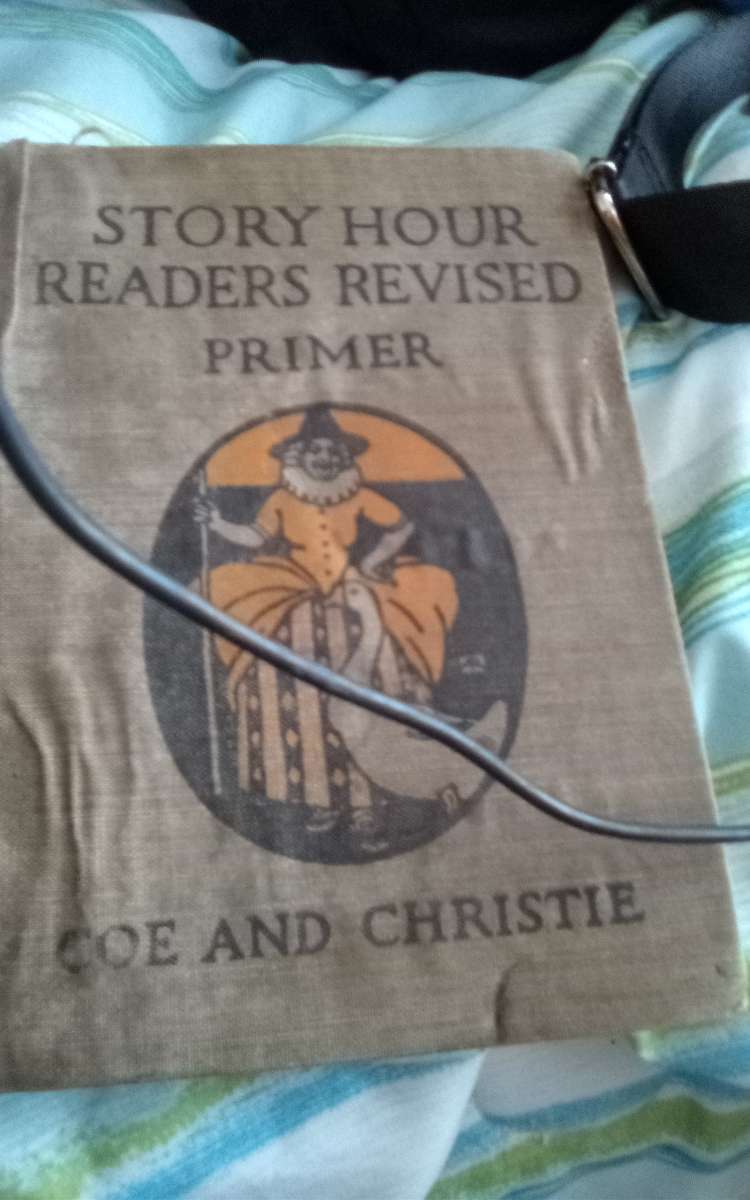 STORY HOUR
READERS REVISED
PRIMER
COE AND CHRISTIE